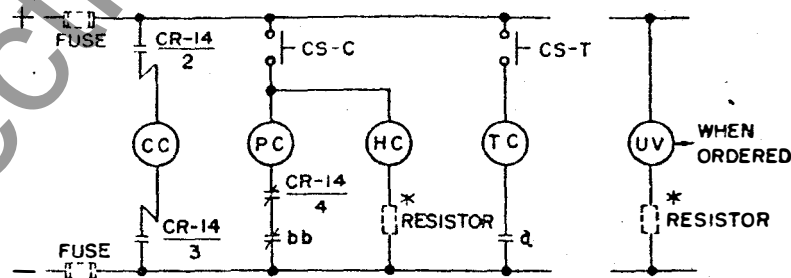 + FUSE
CR-14
2
CS-C
CS-T
CC
PC
HC
TC
UV
WHEN
ORDERED
CR-14
4
*
RESISTOR
*
RESISTOR
CR-14
3
bb
a
FUSE
−